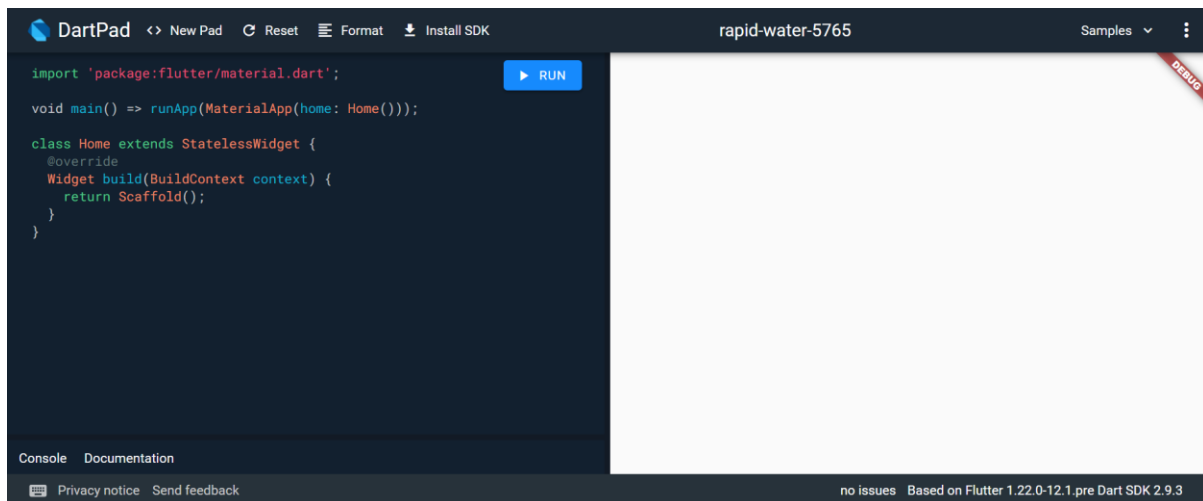 DartPad <> New Pad Reset Format Install SDK rapid-water-5765 Samples
DEBUG
RUN
import 'package:flutter/material.dart';
void main() => runApp(MaterialApp(home: Home()));
class Home extends StatelessWidget {
@override
Widget build(BuildContext context) {
return Scaffold();
}
}
Console Documentation
Privacy notice Send feedback no issues Based on Flutter 1.22.0-12.1.pre Dart SDK 2.9.3